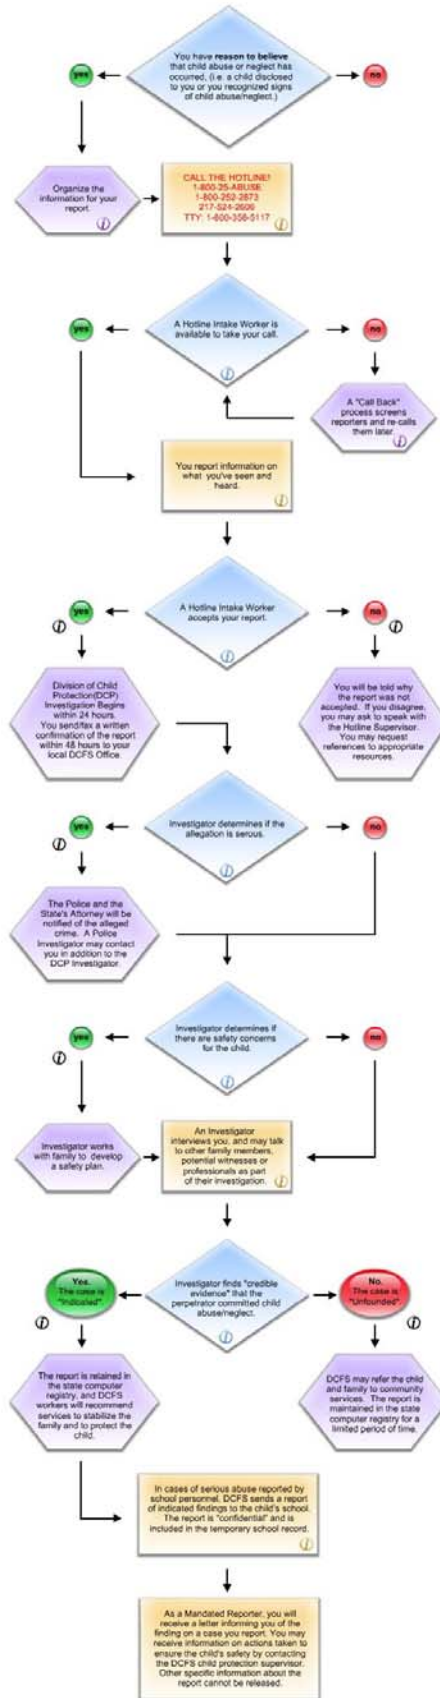 You have reason to believe
that child abuse or neglect has
occurred, (i.e. a child disclosed
to you or you recognized signs
of child abuse/neglect.)
yes
no
Organize the
information for your
report.
CALL THE HOTLINE!
1-800-25-ABUSE
1-800-252-2873
217-524-2606
TTY: 1-800-358-5117
yes
A Hotline Intake Worker is
available to take your call.
no
A "Call Back"
process screens
reporters and re-calls
them later.
You report information on
what you've seen and
heard.
yes
A Hotline Intake Worker
accepts your report.
no
Division of Child
Protection(DCP)
Investigation Begins
within 24 hours.
You send/fax a written
confirmation of the report
within 48 hours to your
local DCFS Office.
You will be told why
the report was not
accepted. If you disagree,
you may ask to speak with
the Hotline Supervisor.
You may request
references to appropriate
resources.
yes
Investigator determines if the
allegation is serous.
no
The Police and the
State's Attorney will be
notified of the alleged
crime. A Police
Investigator may contact
you in addition to the
DCP Investigator.
yes
Investigator determines if
there are safety concerns
for the child.
no
Investigator works
with family to develop
a safety plan.
An Investigator
interviews you, and may talk
to other family members,
potential witnesses or
professionals as part
of their investigation.
Yes.
The case is
"Indicated".
Investigator finds "credible
evidence" that the
perpetrator committed child
abuse/neglect.
No.
The case is
"Unfounded"
The report is retained in
the state computer
registry, and DCFS
workers will recommend
services to stabilize the
family and to protect the
child.
DCFS may refer the child
and family to community
services. The report is
maintained in the state
computer registry for a
limited period of time.
In cases of serious abuse reported by
school personnel, DCFS sends a report
of indicated findings to the child's school.
The report is "confidential" and is
included in the temporary school record.
As a Mandated Reporter, you will
receive a letter informing you of the
finding on a case you report. You may
receive information on actions taken to
ensure the child's safety by contacting
the DCFS child protection supervisor.
Other specific information about the
report cannot be released.